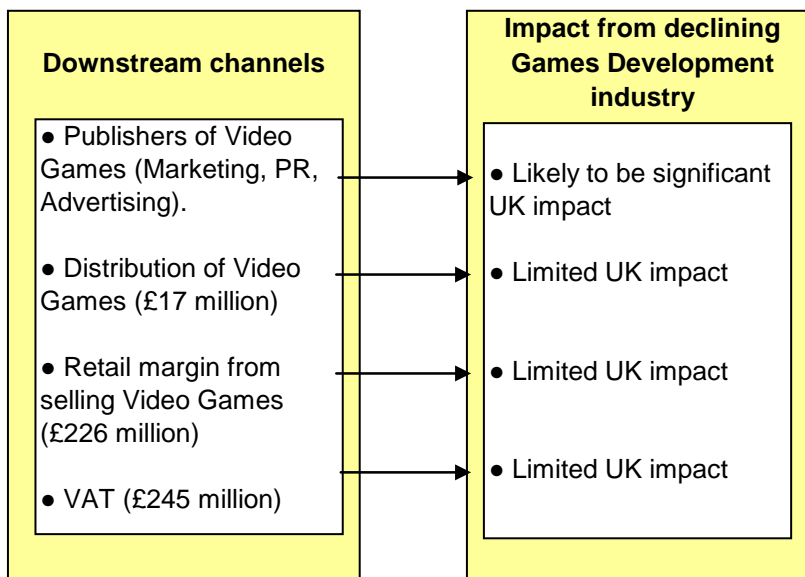 Downstream channels
● Publishers of Video
Games (Marketing, PR,
Advertising).
● Distribution of Video
Games (£17 million)
● Retail margin from
selling Video Games
(£226 million)
● VAT (£245 million)
Impact from declining
Games Development
industry
● Likely to be significant
UK impact
● Limited UK impact
● Limited UK impact
● Limited UK impact